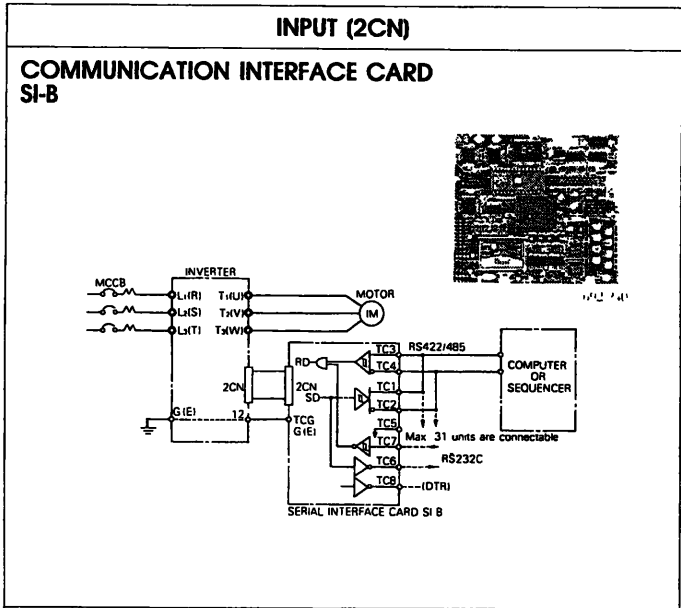 INPUT (2CN)
COMMUNICATION INTERFACE CARD
SI-B
INVERTER
MCCB
L₁(R) T₁(U)
L₂(S) T₂(V)
L₃(T) T₃(W)
MOTOR
IM
TC3 RS422/485
RD
TC4
COMPUTER
OR
SEQUENCER
2CN 2CN
SD
TC1
TC2
G(E) 12 TCG
G(E)
TC5
Max 31 units are connectable
TC7
RS232C
TC6
TC8 (DTR)
SERIAL INTERFACE CARD SI B